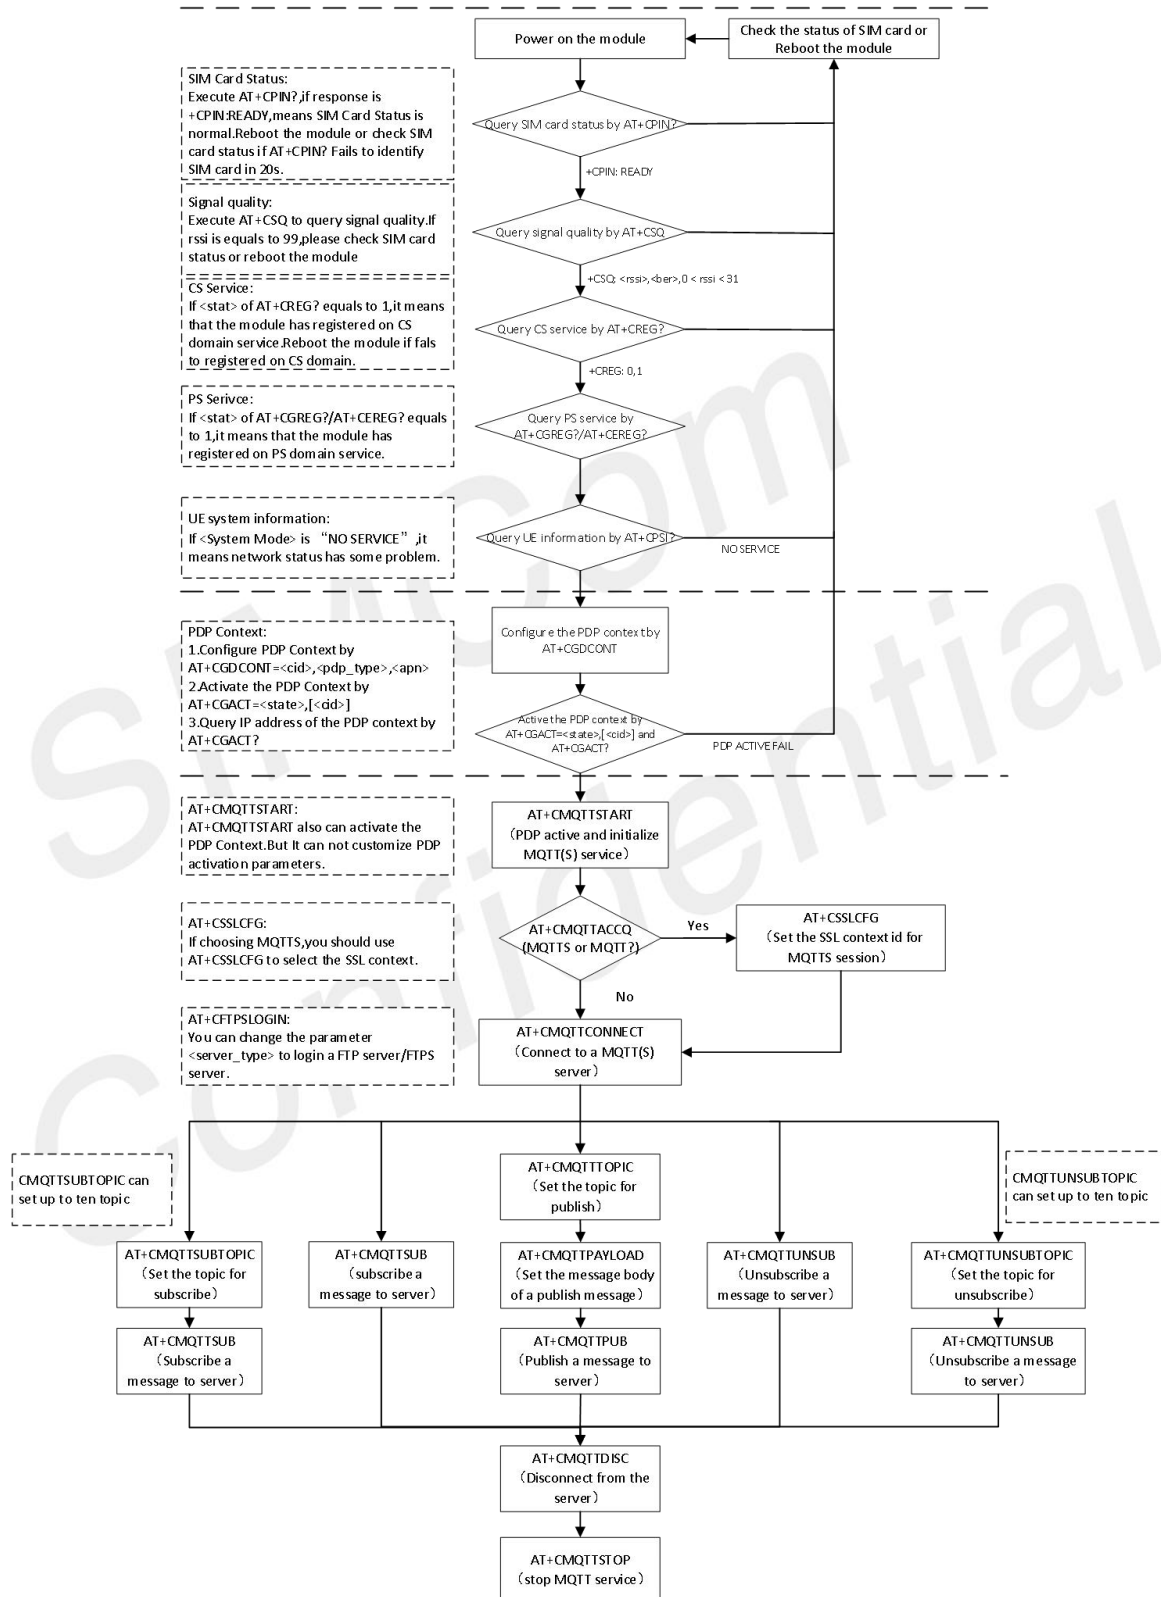 Power on the module
Check the status of SIM card or
Reboot the module
SIM Card Status:
Execute AT+CPIN?,if response is
+CPIN:READY,means SIM Card Status is
normal.Reboot the module or check SIM
card status if AT+CPIN? Fails to identify
SIM card in 20s.
Query SIM card status by AT+CPIN?
+CPIN: READY
Signal quality:
Execute AT+CSQ to query signal quality.If
rssi is equals to 99,please check SIM card
status or reboot the module
Query signal quality by AT+CSQ
+CSQ: <rssi>,<ber>,0 < rssi < 31
CS Service:
If <stat> of AT+CREG? equals to 1,it means
that the module has registered on CS
domain service.Reboot the module if fals
to registered on CS domain.
Query CS service by AT+CREG?
+CREG: 0,1
PS Serivce:
If <stat> of AT+CGREG?/AT+CEREG? equals
to 1,it means that the module has
registered on PS domain service.
Query PS service by
AT+CGREG?/AT+CEREG?
UE system information:
If <System Mode> is “NO SERVICE”,it
means network status has some problem.
Query UE information by AT+CPSI?
NO SERVICE
PDP Context:
1.Configure PDP Context by
AT+CGDCONT=<cid>,<pdp_type>,<apn>
2.Activate the PDP Context by
AT+CGACT=<state>,[<cid>]
3.Query IP address of the PDP context by
AT+CGACT?
Configure the PDP context by
AT+CGDCONT
Active the PDP context by
AT+CGACT=<state>,[<cid>] and
AT+CGACT?
PDP ACTIVE FAIL
AT+CMQTTSTART:
AT+CMQTTSTART also can activate the
PDP Context.But It can not customize PDP
activation parameters.
AT+CMQTTSTART
(PDP active and initialize
MQTT(S) service)
AT+CSSLCFG:
If choosing MQTTS,you should use
AT+CSSLCFG to select the SSL context.
AT+CMQTTACCQ
(MQTTS or MQTT?)
Yes
AT+CSSLCFG
(Set the SSL context id for
MQTTS session)
No
AT+CFTPSLOGIN:
You can change the parameter
<server_type> to login a FTP server/FTPS
server.
AT+CMQTTCONNECT
(Connect to a MQTT(S)
server)
CMQTTSUBTOPIC can
set up to ten topic
AT+CMQTTTOPIC
(Set the topic for
publish)
CMQTTUNSUBTOPIC
can set up to ten topic
AT+CMQTTSUBTOPIC
(Set the topic for
subscribe)
AT+CMQTTSUB
(subscribe a
message to server)
AT+CMQTTPAYLOAD
(Set the message body
of a publish message)
AT+CMQTTUNSUB
(Unsubscribe a
message to server)
AT+CMQTTUNSUBTOPIC
(Set the topic for
unsubscribe)
AT+CMQTTSUB
(Subscribe a
message to server)
AT+CMQTTPUB
(Publish a message to
server)
AT+CMQTTUNSUB
(Unsubscribe a message
to server)
AT+CMQTTDISC
(Disconnect from the
server)
AT+CMQTTSTOP
(stop MQTT service)
SIMCom
Confidential